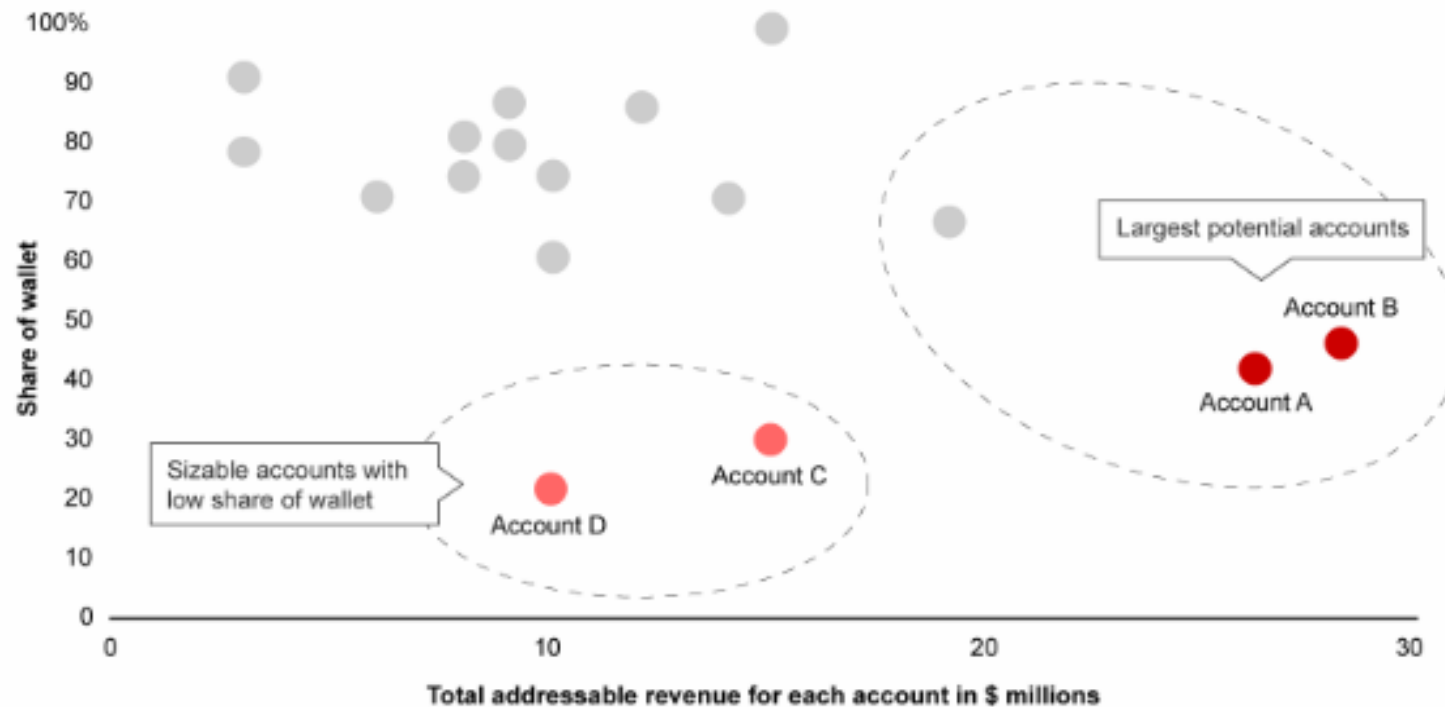 100%
90
80
70
60
50
40
30
20
10
0
Share of wallet
Largest potential accounts
Account B
Account A
Sizable accounts with
low share of wallet
Account C
Account D
0
10
20
30
Total addressable revenue for each account in $ millions